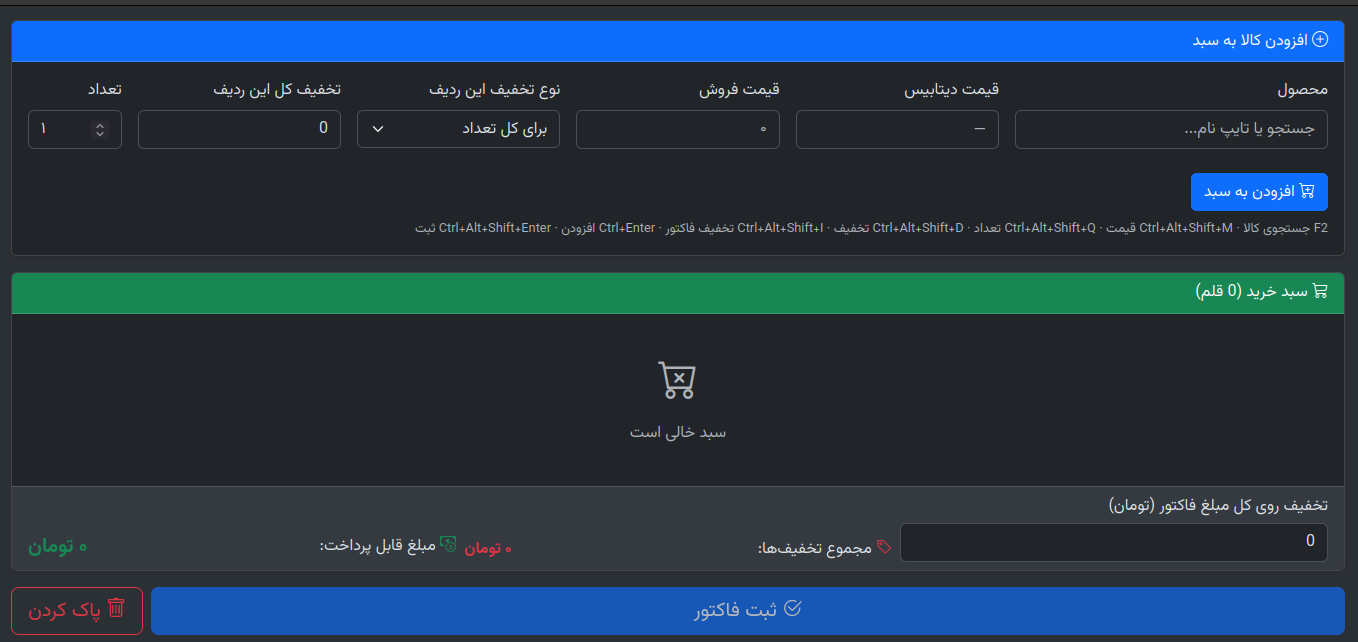 افزودن کالا به سبد
محصول
قیمت دیتابیس
قیمت فروش
نوع تخفیف این ردیف
تخفیف کل این ردیف
تعداد
جستجو یا تایپ نام...
—
۰
برای کل تعداد
0
۱
افزودن به سبد
F2 جستجوی کالا · Ctrl+Alt+Shift+M قیمت · Ctrl+Alt+Shift+Q تعداد · Ctrl+Alt+Shift+D تخفیف · Ctrl+Alt+Shift+I تخفیف فاکتور · Ctrl+Enter افزودن · Ctrl+Alt+Shift+Enter ثبت
سبد خرید (0 قلم)
سبد خالی است
تخفیف روی کل مبلغ فاکتور (تومان)
0
مجموع تخفیف‌ها:
۰ تومان
مبلغ قابل پرداخت:
۰ تومان
ثبت فاکتور
پاک کردن